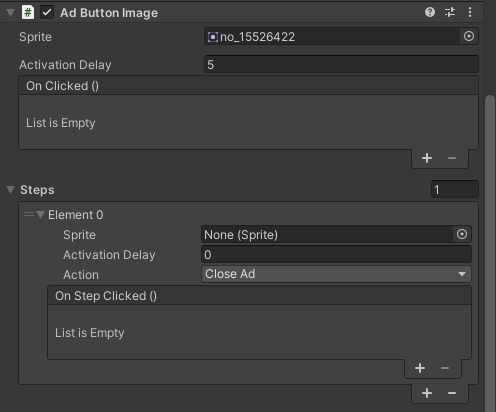 Ad Button Image
Sprite no_15526422
Activation Delay 5
On Clicked ()
List is Empty
+ −
Steps 1
Element 0
Sprite None (Sprite)
Activation Delay 0
Action Close Ad
On Step Clicked ()
List is Empty
+ −
+ −